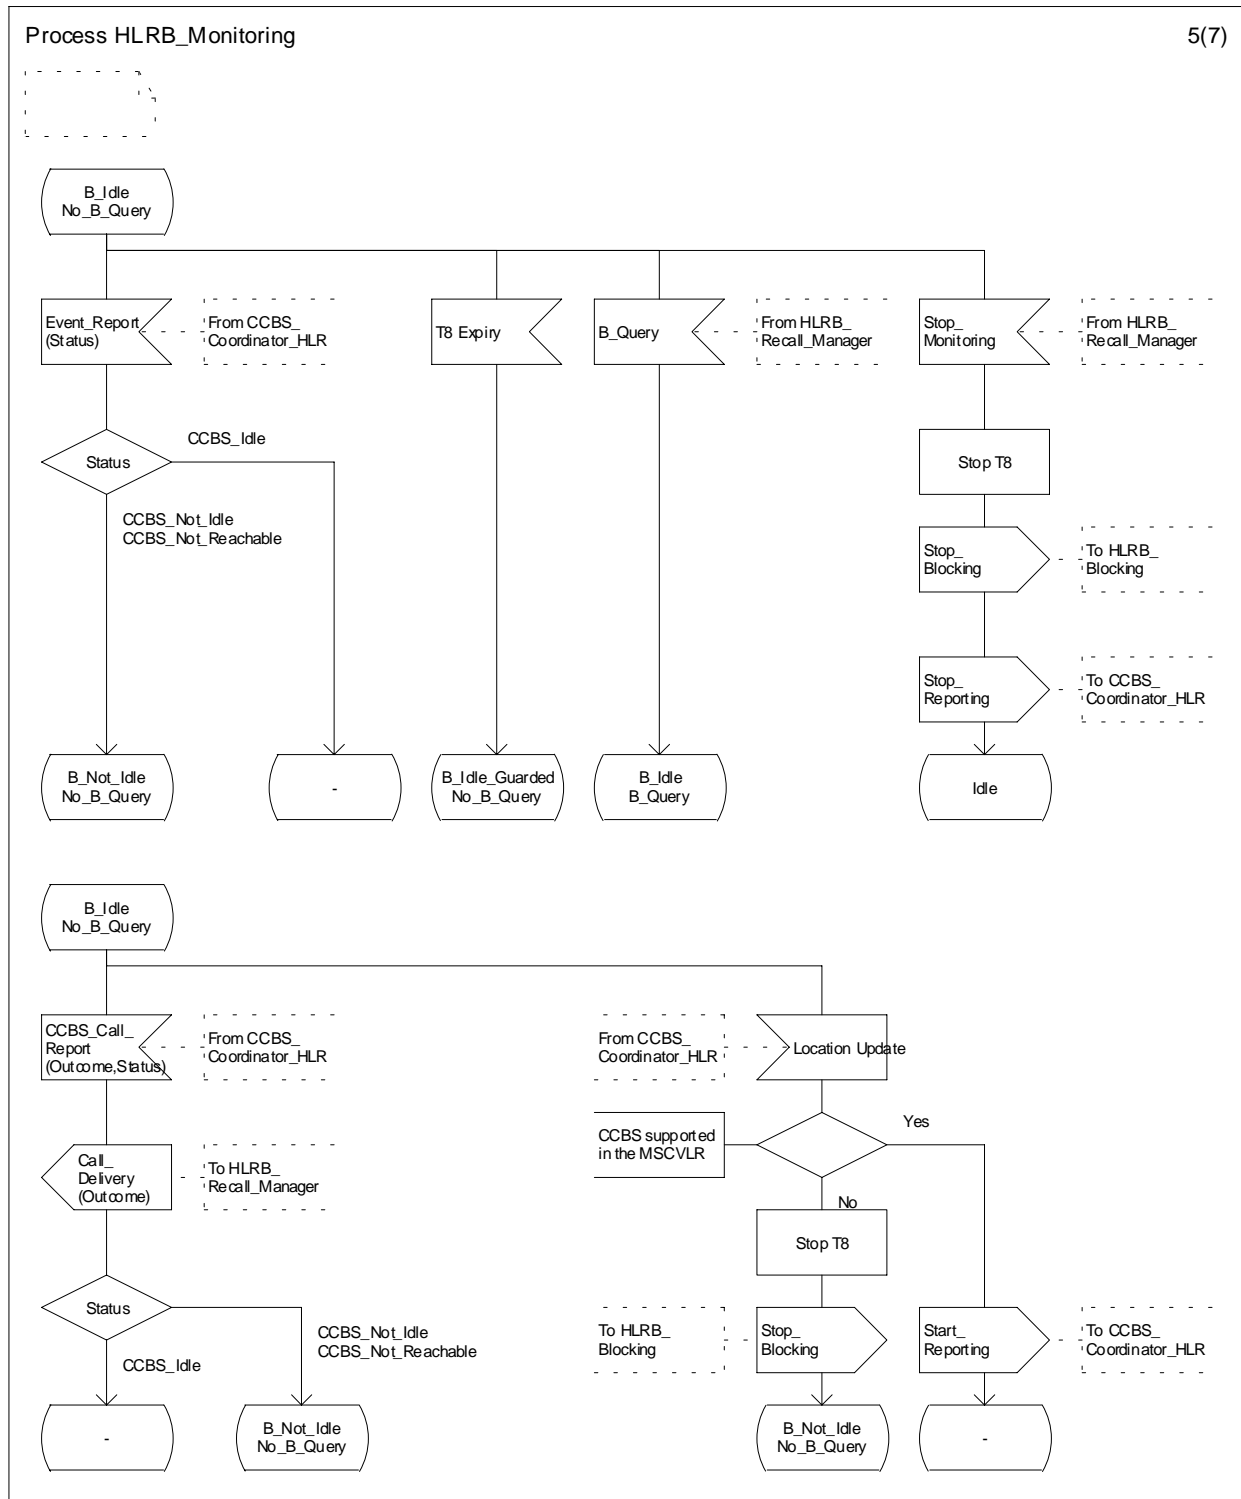 Process HLRB_Monitoring
5(7)
B_Idle
No_B_Query
Event_Report
(Status)
From CCBS_
Coordinator_HLR
T8 Expiry
B_Query
From HLRB_
Recall_Manager
Stop_
Monitoring
From HLRB_
Recall_Manager
Status
CCBS_Idle
CCBS_Not_Idle
CCBS_Not_Reachable
Stop T8
Stop_
Blocking
To HLRB_
Blocking
Stop_
Reporting
To CCBS_
Coordinator_HLR
B_Not_Idle
No_B_Query
-
B_Idle_Guarded
No_B_Query
B_Idle
B_Query
Idle
B_Idle
No_B_Query
CCBS_Call_
Report
(Outcome,Status)
From CCBS_
Coordinator_HLR
From CCBS_
Coordinator_HLR
Location Update
Call_
Delivery
(Outcome)
To HLRB_
Recall_Manager
CCBS supported
in the MSCVLR
Yes
No
Stop T8
Status
CCBS_Not_Idle
CCBS_Not_Reachable
CCBS_Idle
To HLRB_
Blocking
Stop_
Blocking
Start_
Reporting
To CCBS_
Coordinator_HLR
-
B_Not_Idle
No_B_Query
B_Not_Idle
No_B_Query
-